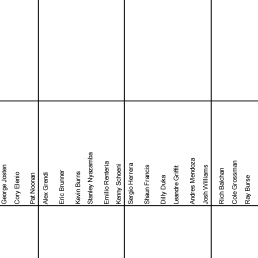 George Josten
Cory Elenio
Pat Noonan
Alex Grendi
Eric Brunner
Kevin Burns
Stanley Nyazamba
Emilio Renteria
Kenny Schoeni
Sergio Herrera
Shaun Francis
Dilly Duka
Leandre Griffit
Andres Mendoza
Josh Williams
Rich Balchan
Cole Grossman
Ray Burse